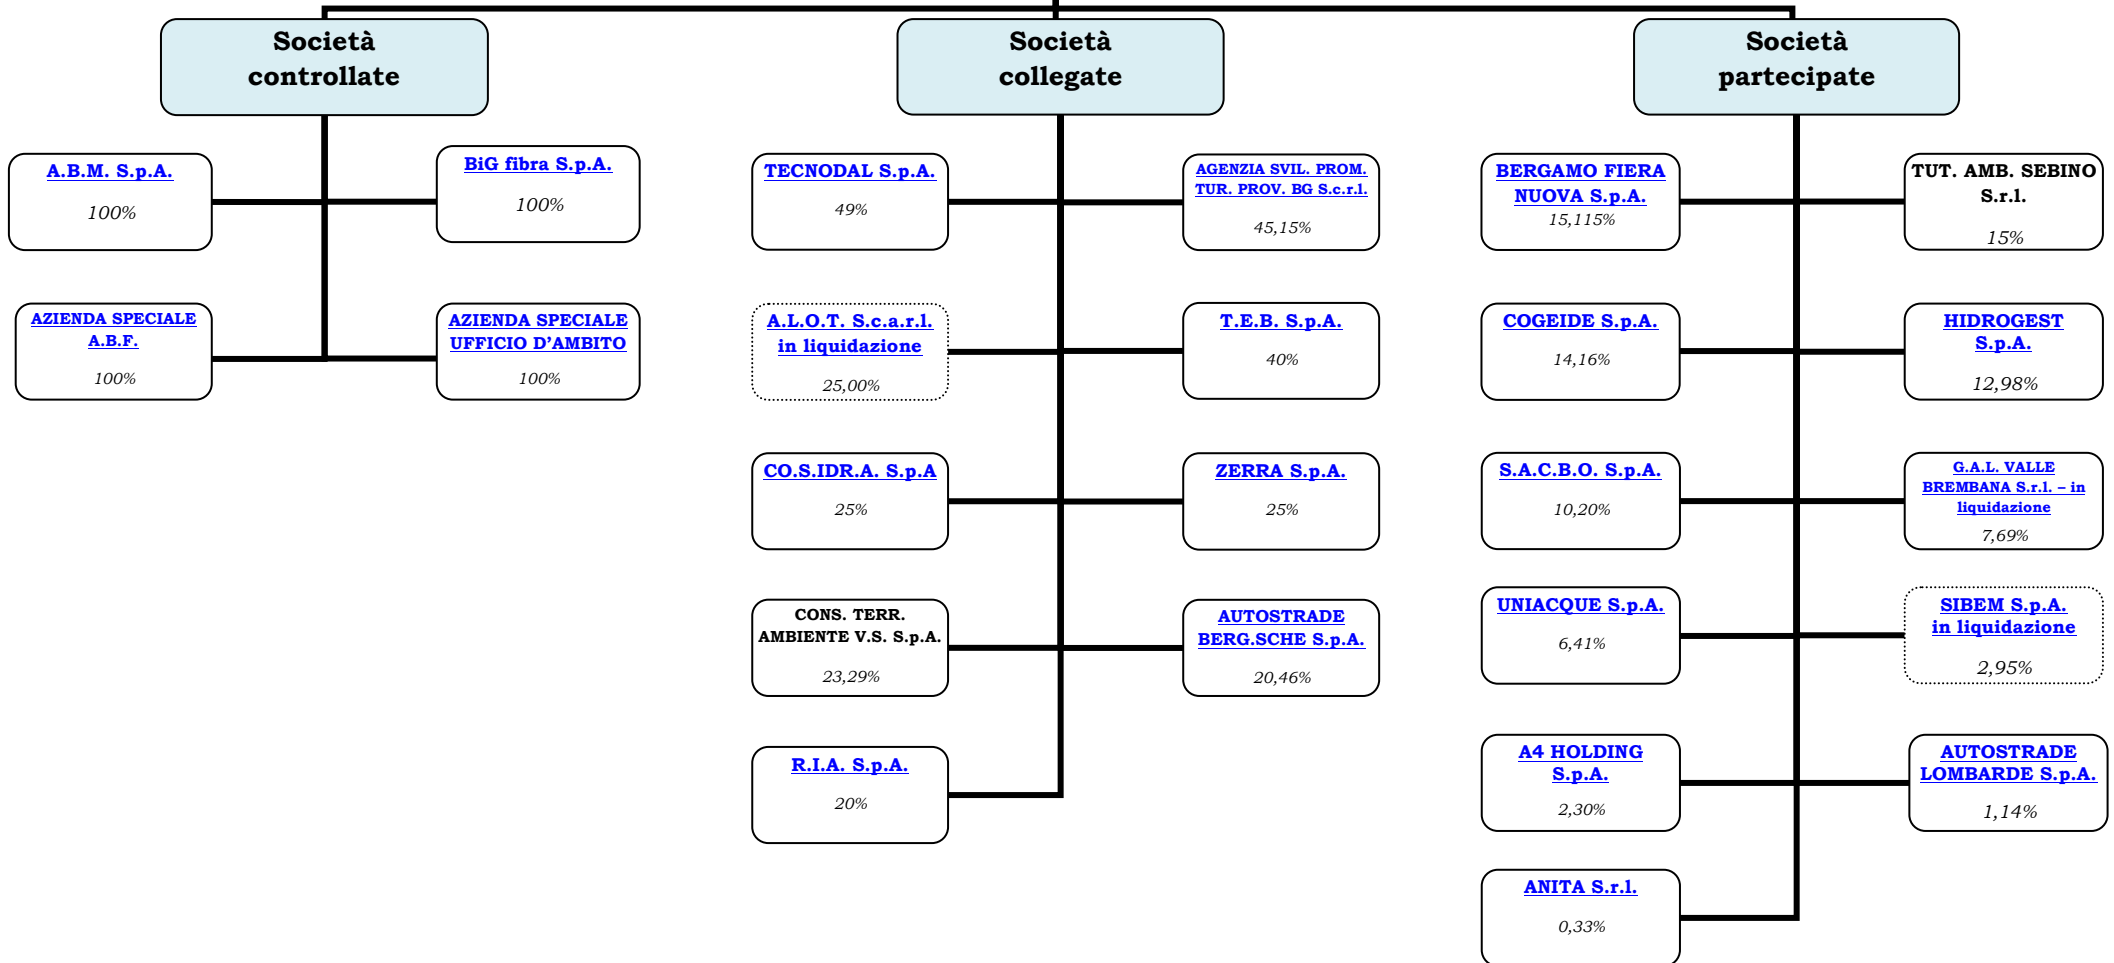 Società
controllate
A.B.M. S.p.A.
100%
BiG fibra S.p.A.
100%
AZIENDA SPECIALE
A.B.F.
100%
AZIENDA SPECIALE
UFFICIO D’AMBITO
100%
Società
collegate
TECNODAL S.p.A.
49%
AGENZIA SVIL. PROM.
TUR. PROV. BG S.c.r.l.
45,15%
A.L.O.T. S.c.a.r.l.
in liquidazione
25,00%
T.E.B. S.p.A.
40%
CO.S.IDR.A. S.p.A
25%
ZERRA S.p.A.
25%
CONS. TERR.
AMBIENTE V.S. S.p.A.
23,29%
AUTOSTRADE
BERG.SCHE S.p.A.
20,46%
R.I.A. S.p.A.
20%
Società
partecipate
BERGAMO FIERA
NUOVA S.p.A.
15,115%
TUT. AMB. SEBINO
S.r.l.
15%
COGEIDE S.p.A.
14,16%
HIDROGEST
S.p.A.
12,98%
S.A.C.B.O. S.p.A.
10,20%
G.A.L. VALLE
BREMBANA S.r.l. – in
liquidazione
7,69%
UNIACQUE S.p.A.
6,41%
SIBEM S.p.A.
in liquidazione
2,95%
A4 HOLDING
S.p.A.
2,30%
AUTOSTRADE
LOMBARDE S.p.A.
1,14%
ANITA S.r.l.
0,33%